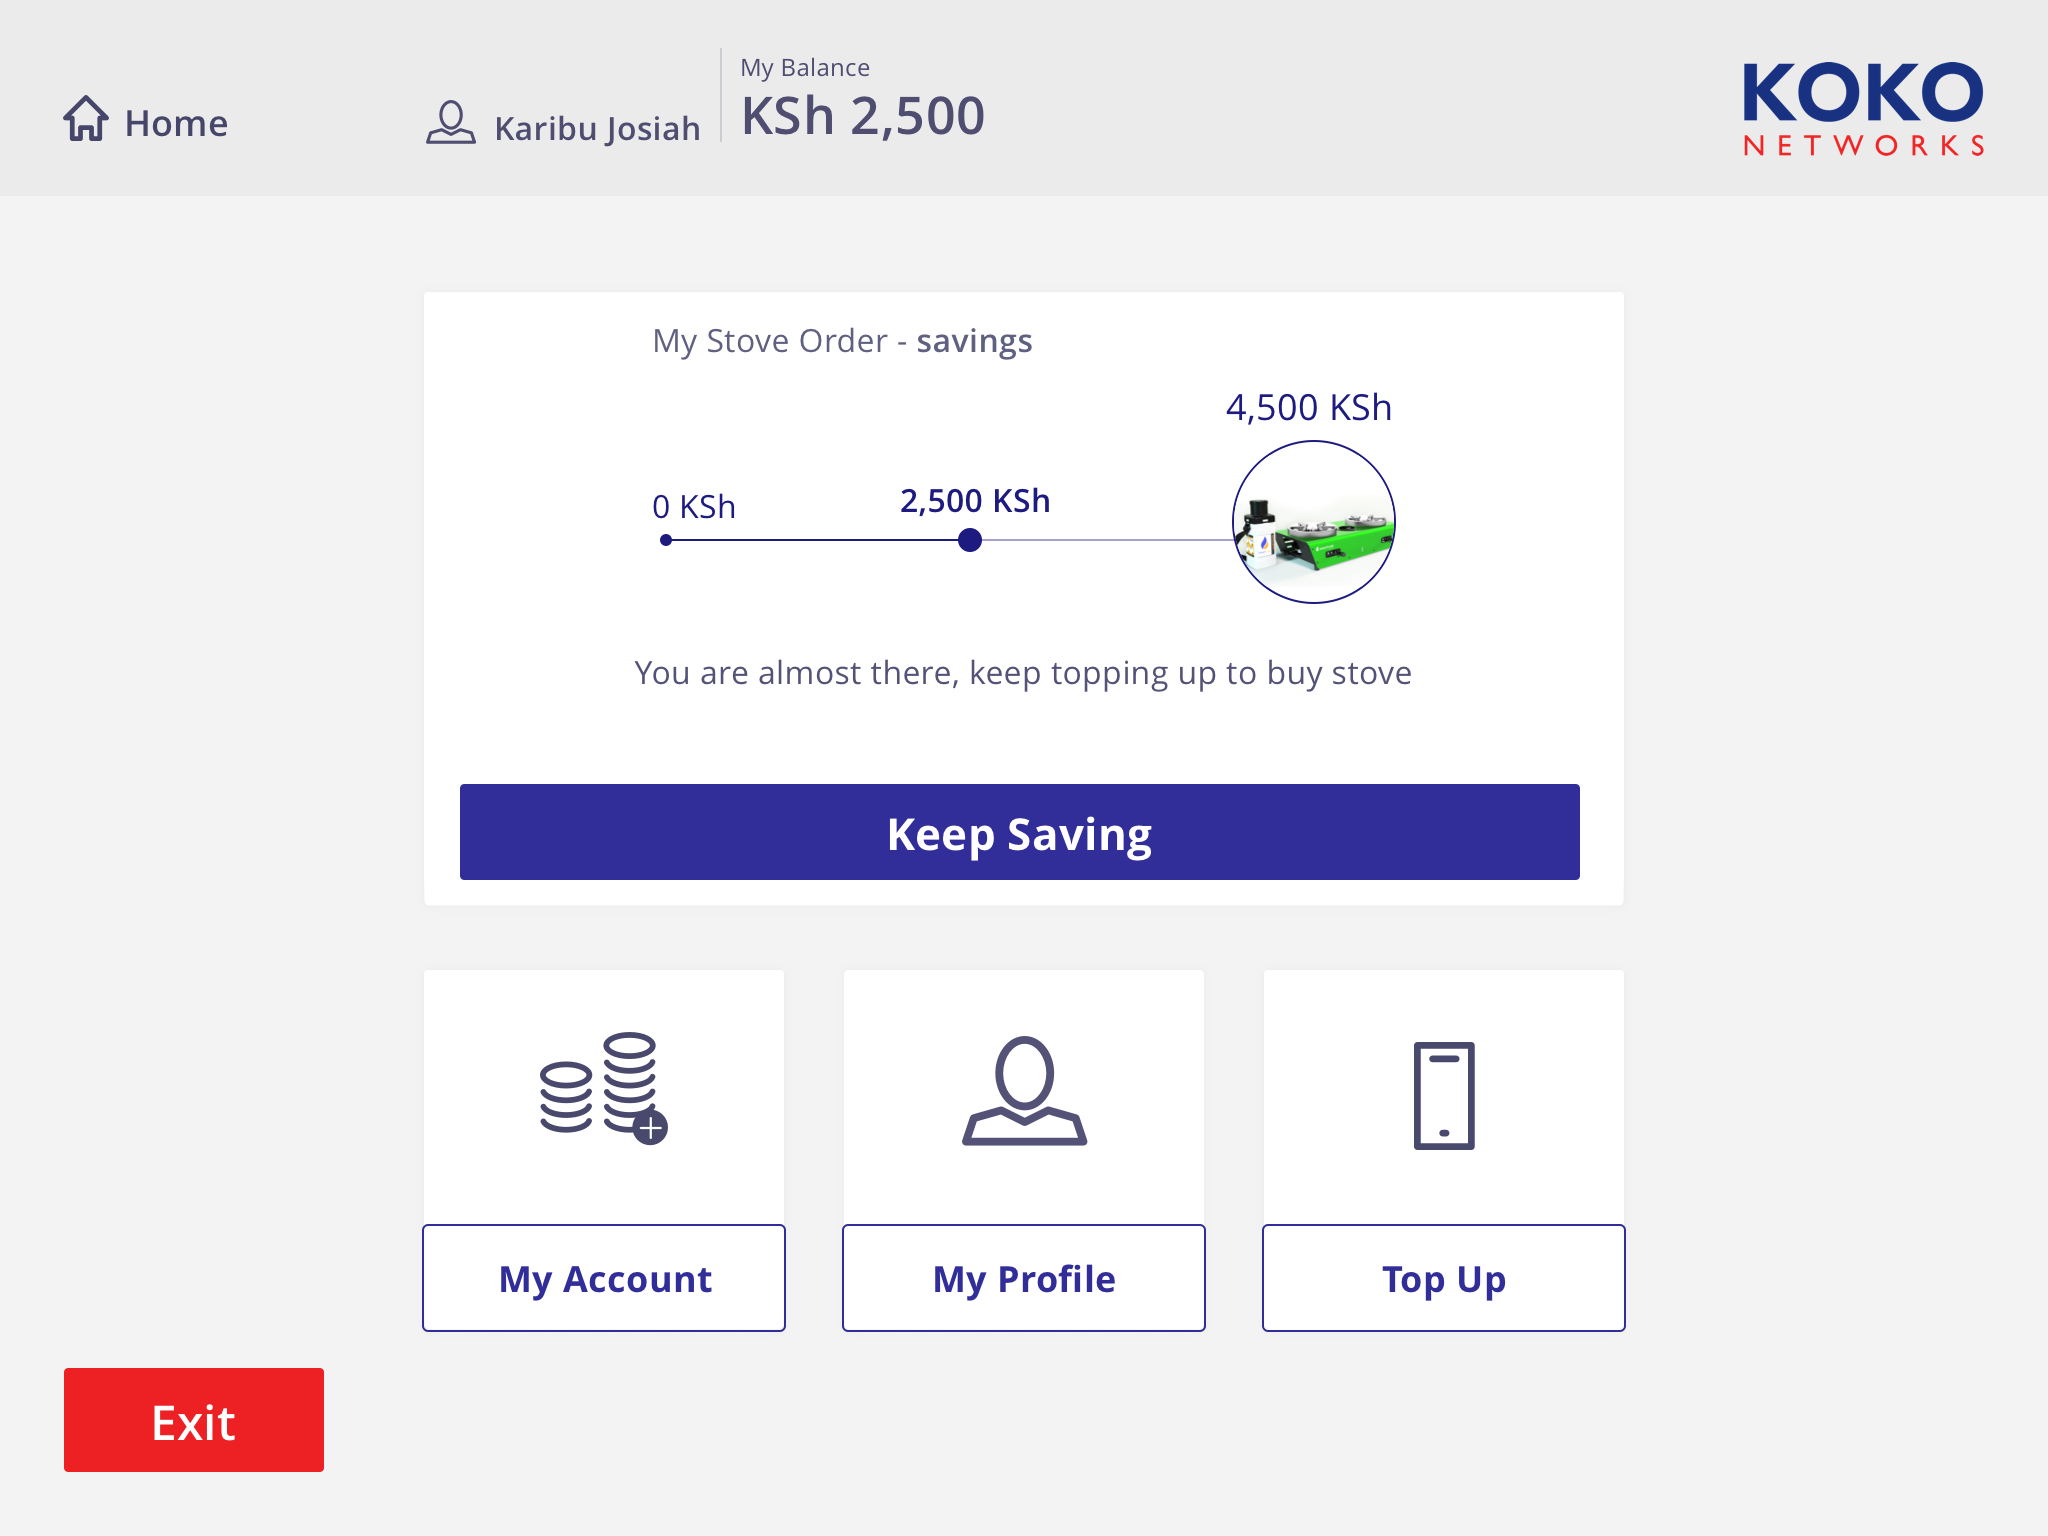 Home
Karibu Josiah
My Balance
KSh 2,500
KOKO
NETWORKS
My Stove Order - savings
4,500 KSh
0 KSh
2,500 KSh
You are almost there, keep topping up to buy stove
Keep Saving
My Account
My Profile
Top Up
Exit